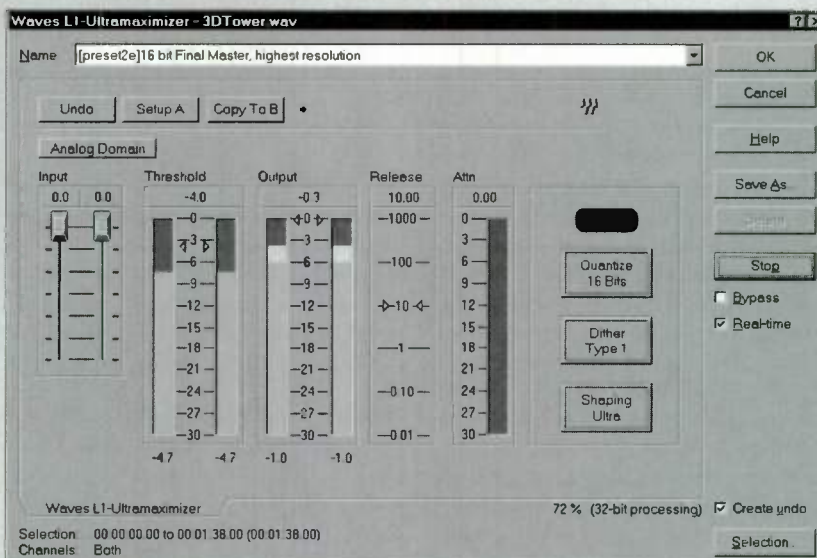 Waves L1-Ultramaximizer - 3DTower.wav
Name [preset2e]16 bit Final Master, highest resolution
OK
Cancel
Help
Save As
Stop
Bypass
Real-time
Create undo
Selection..
Undo Setup A Copy To B
Analog Domain
Input Threshold Output Release Attn
0.0 0.0 -4.0 -0.3 10.00 0.00
0 0 1000 0
3 3 3
6 6 100 6
9 9 9
12 12 10 12
15 15 15
18 18 1 18
21 21 21
24 24 0.10 24
27 27 27
30 30 0.01 30
-4.7 -4.7 -1.0 -1.0
Quantize
16 Bits
Dither
Type 1
Shaping
Ultra
Waves L1-Ultramaximizer 72 % (32-bit processing)
Selection: 00:00:00.00 to 00:01:38.00 (00:01:38.00)
Channels: Both